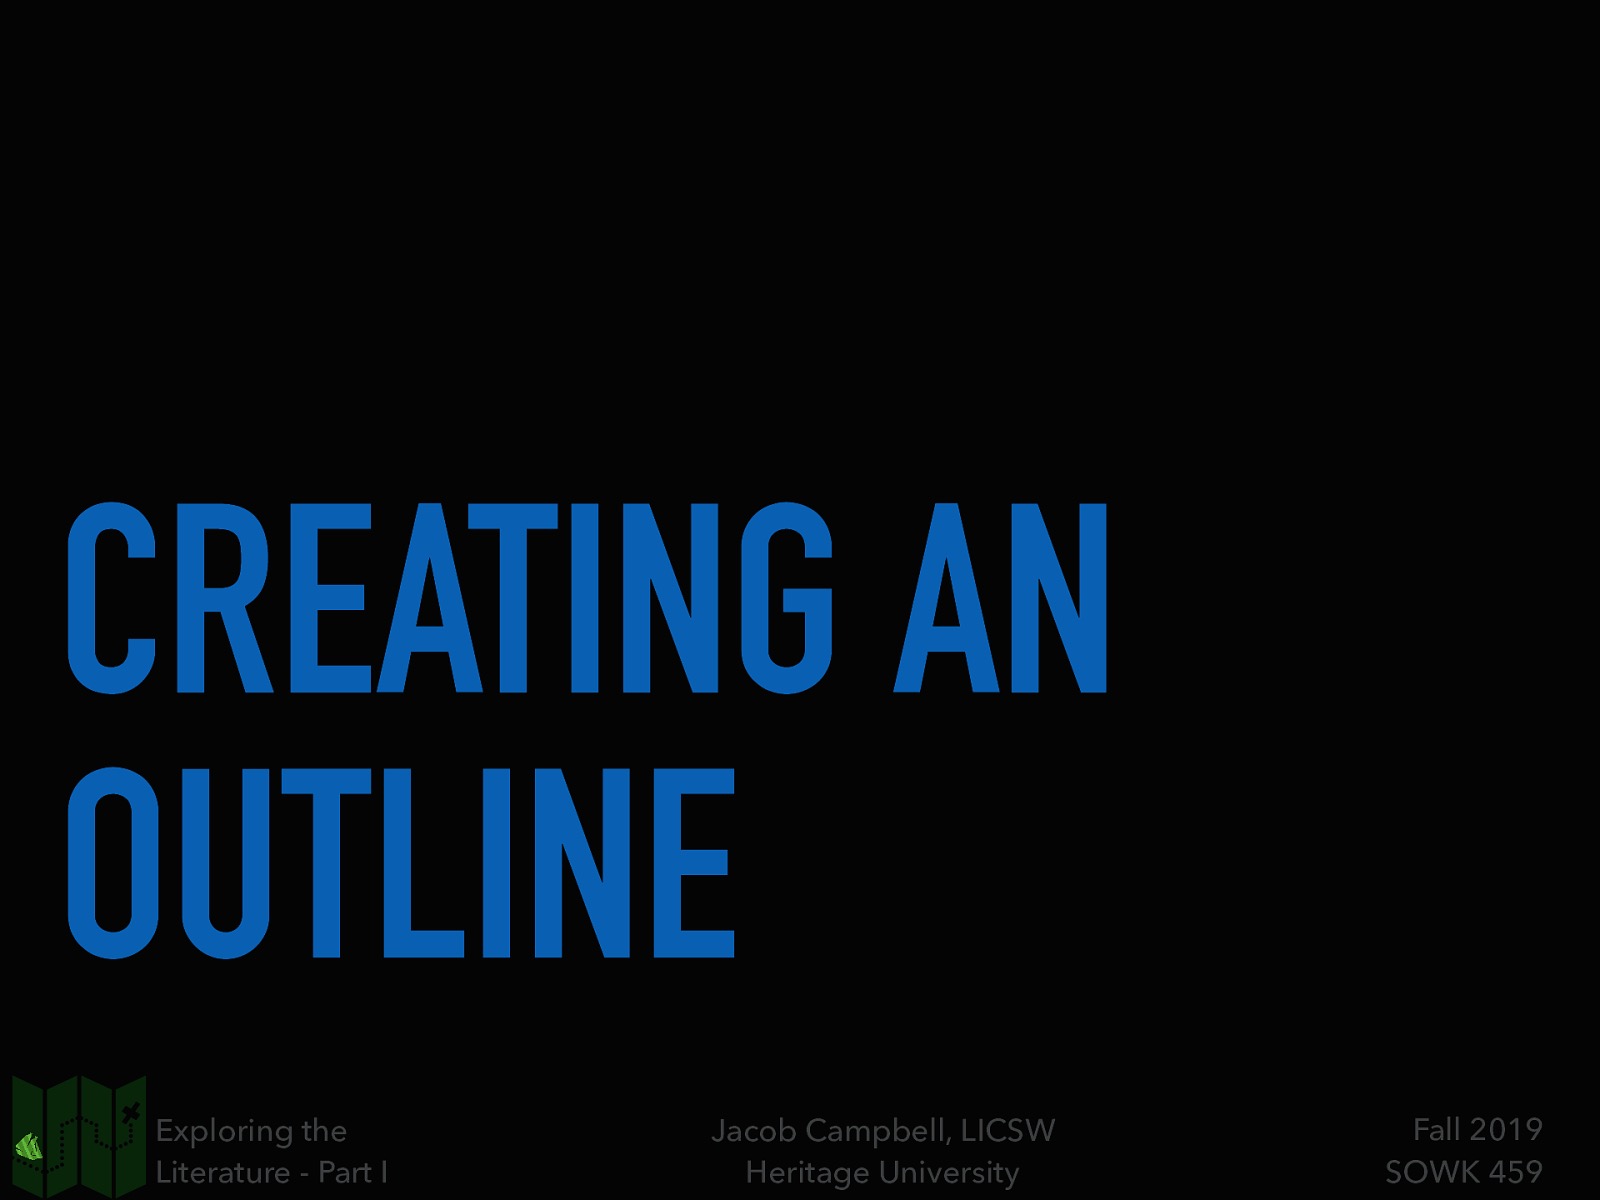 CREATING AN
OUTLINE
Exploring the
Literature - Part I
Jacob Campbell, LICSW
Heritage University
Fall 2019
SOWK 459